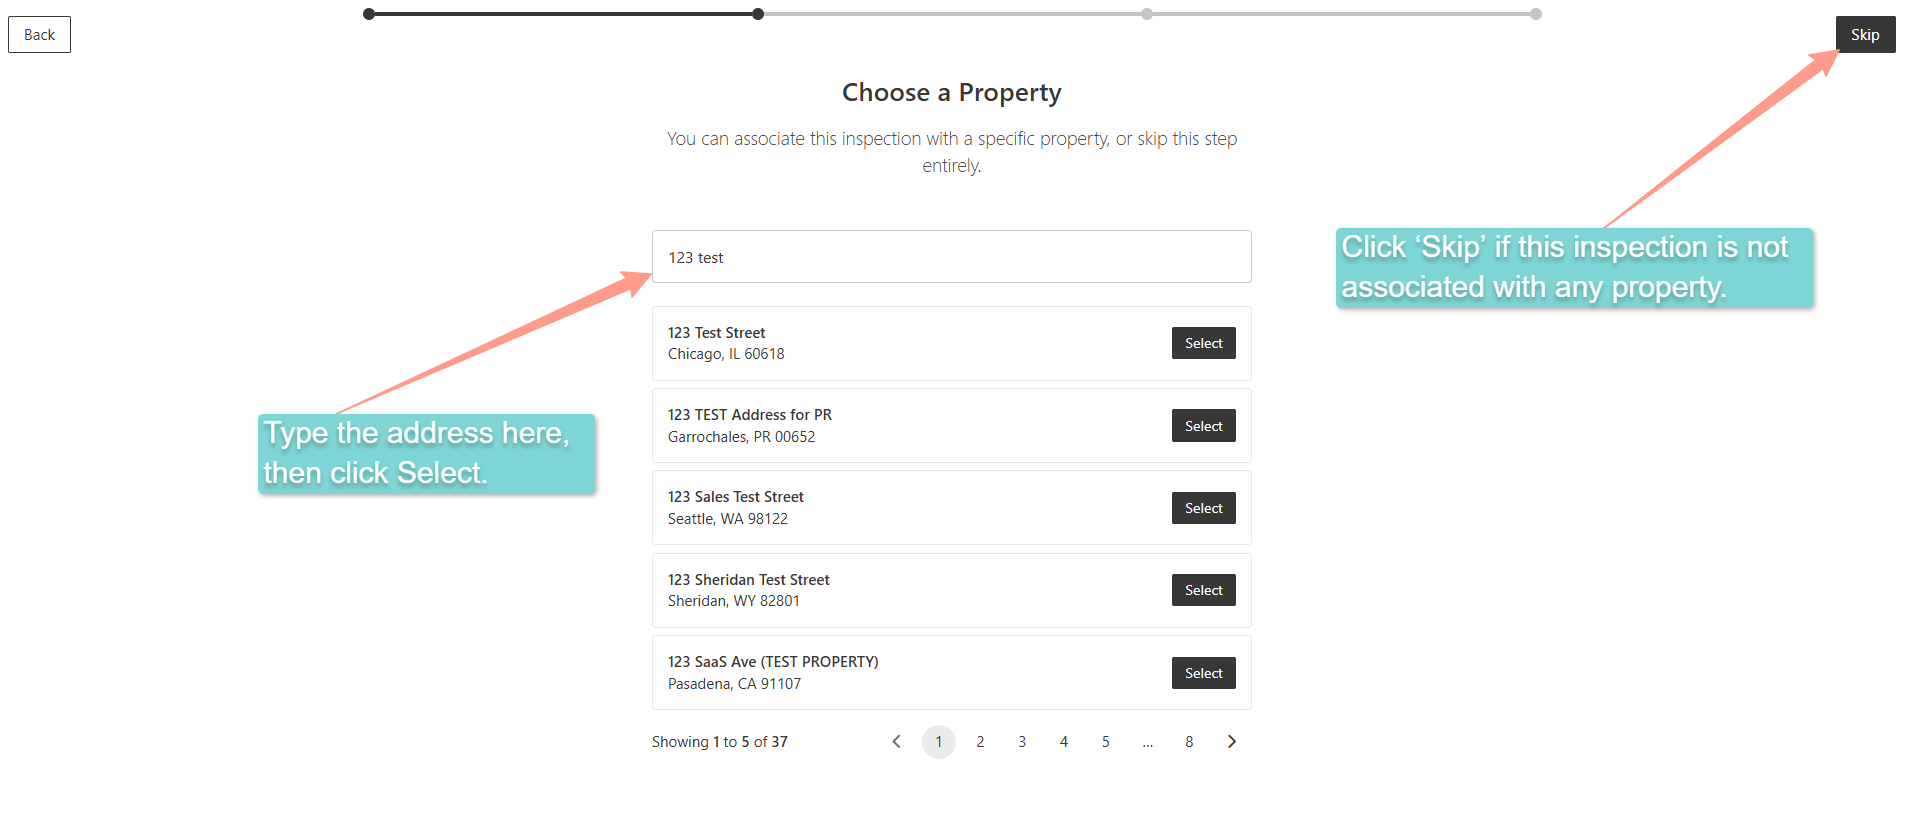 Back
Skip
Choose a Property
You can associate this inspection with a specific property, or skip this step
entirely.
123 test
Click ‘Skip’ if this inspection is not
associated with any property.
123 Test Street
Chicago, IL 60618
Select
Type the address here,
then click Select.
123 TEST Address for PR
Garrochales, PR 00652
Select
123 Sales Test Street
Seattle, WA 98122
Select
123 Sheridan Test Street
Sheridan, WY 82801
Select
123 SaaS Ave (TEST PROPERTY)
Pasadena, CA 91107
Select
Showing 1 to 5 of 37
1 2 3 4 5 ... 8